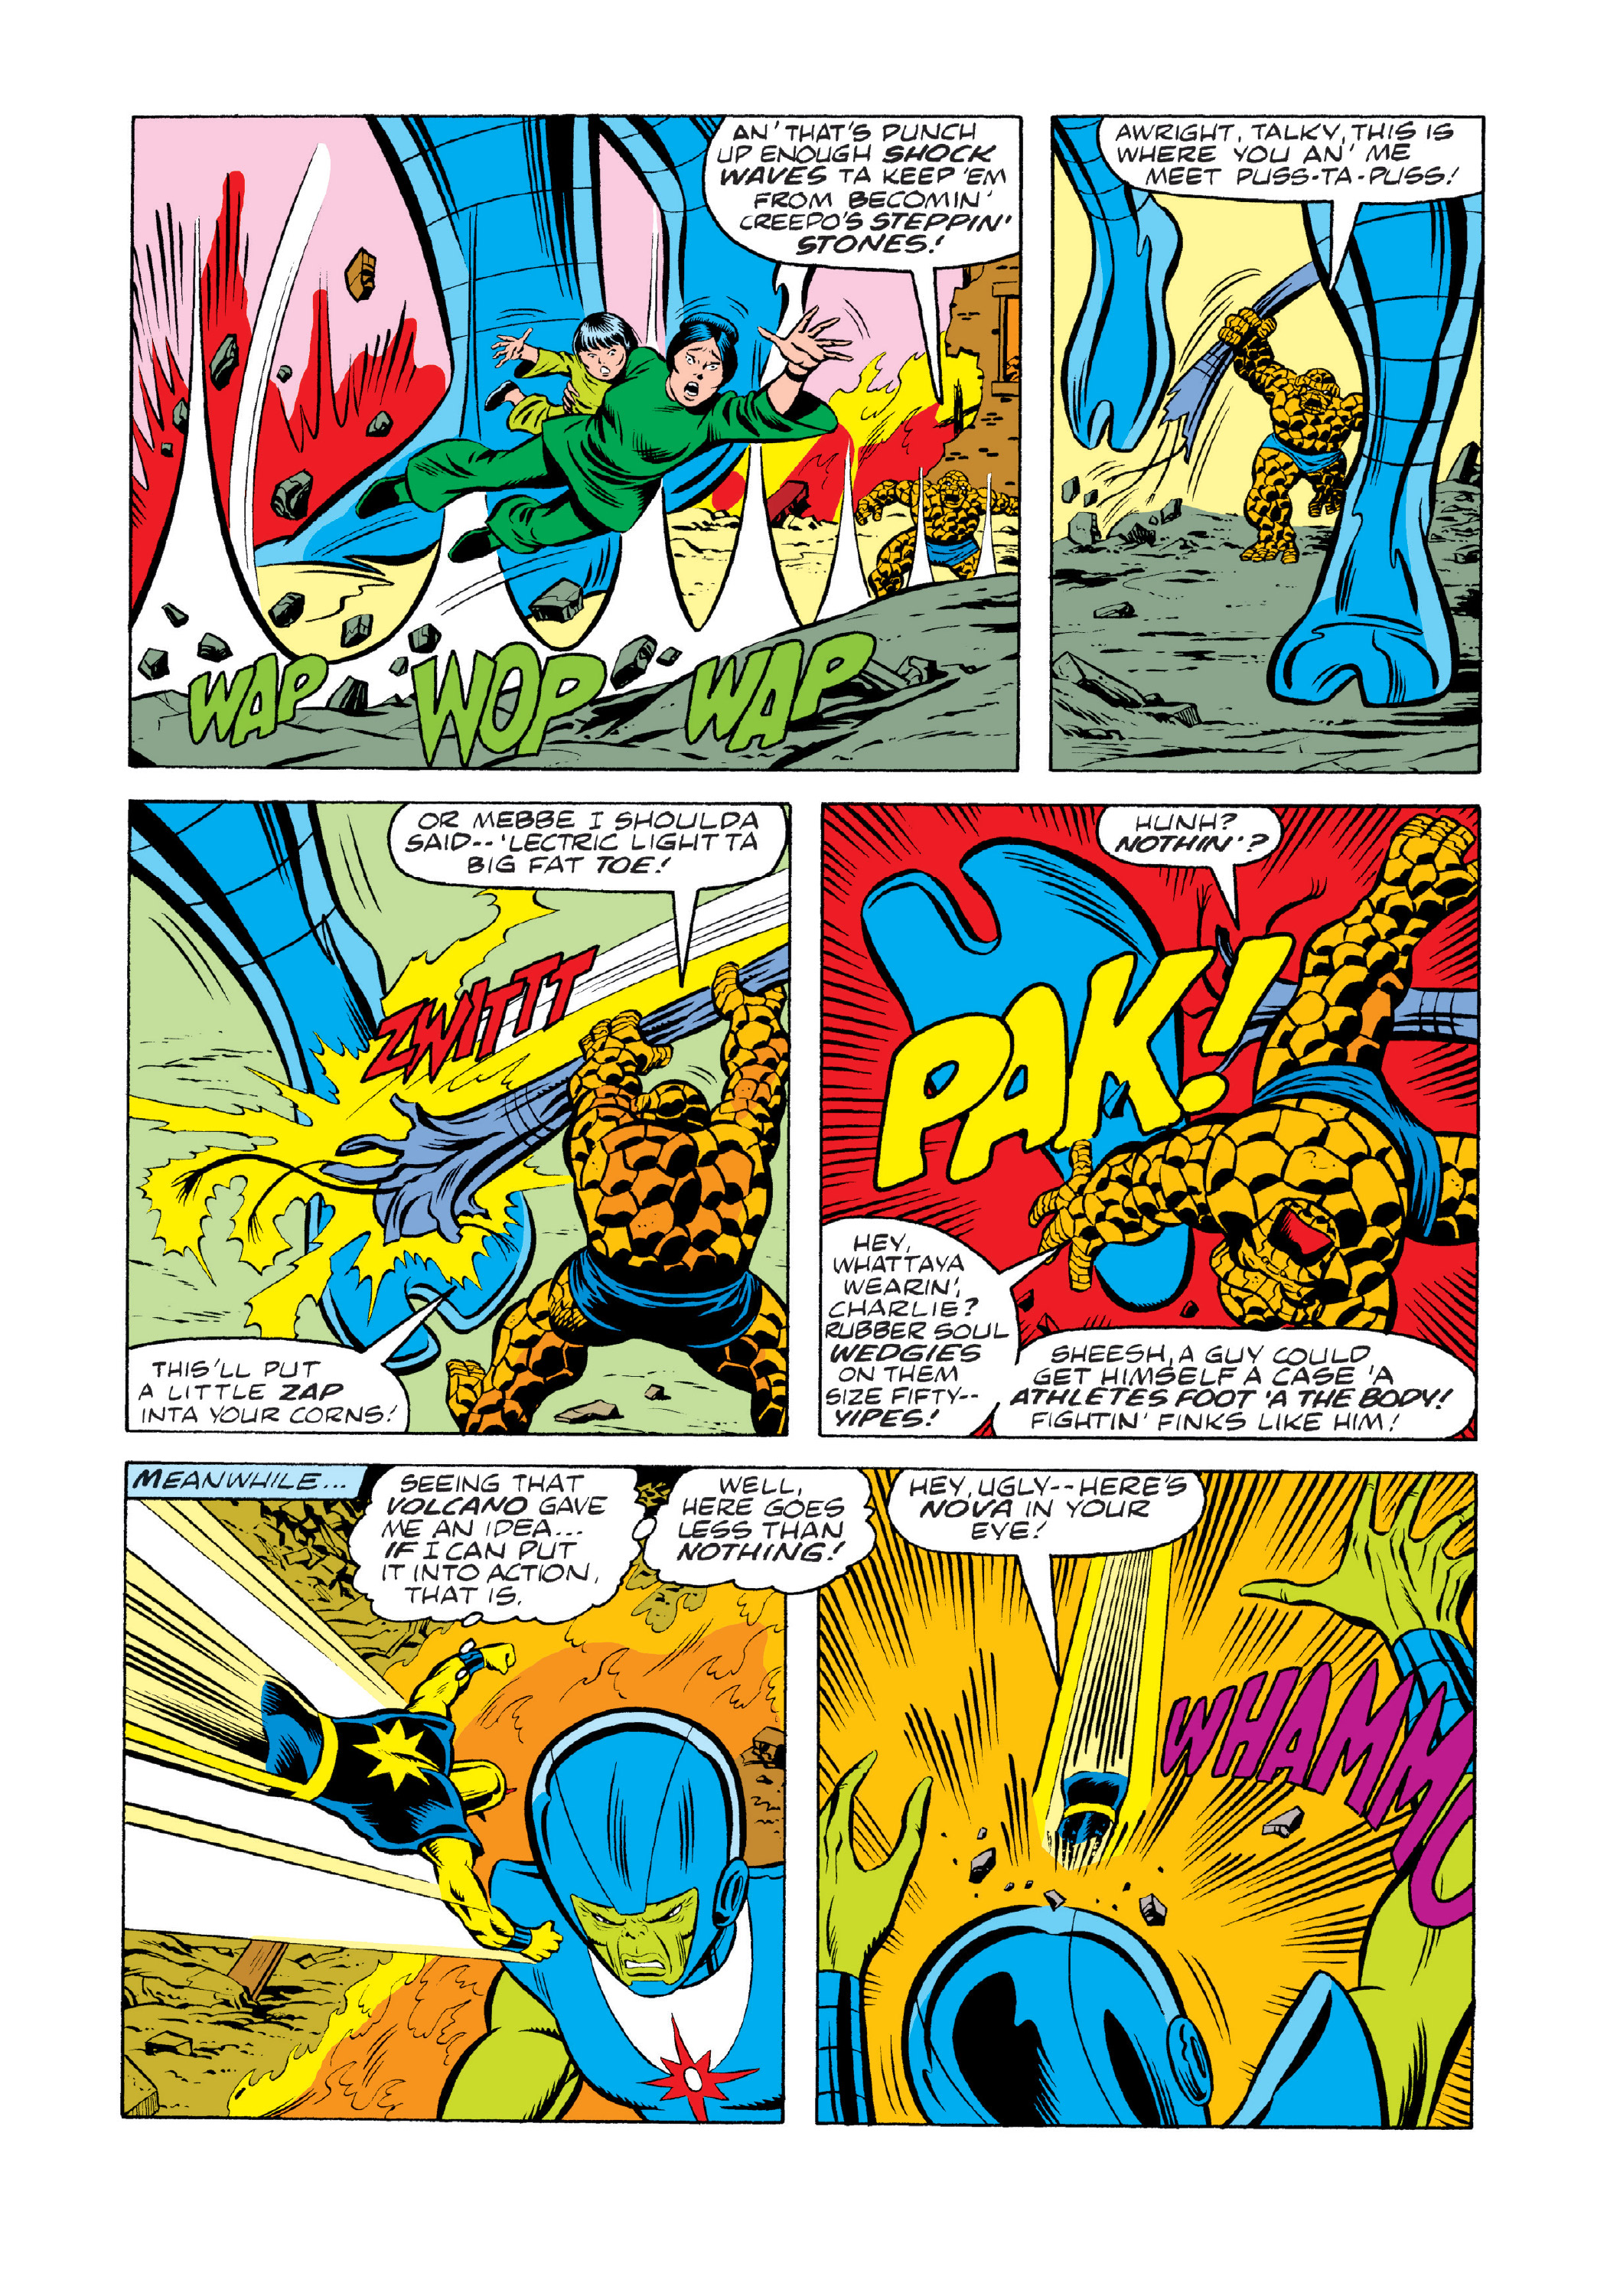 AN' THAT'S PUNCH
UP ENOUGH SHOCK
WAVES TA KEEP 'EM
FROM BECOMIN'
CREEPO'S STEPPIN'
STONES!
WAP
WOP
WAP
AWRIGHT, TALKY, THIS IS
WHERE YOU AN' ME
MEET PUSS-TA-PUSS!
OR MEBBE I SHOULDA
SAID--'LECTRIC LIGHT TA
BIG FAT TOE!
ZWITTT
THIS'LL PUT
A LITTLE ZAP
INTA YOUR CORNS!
HUNH?
NOTHIN'?
PAK!
HEY,
WHATTAYA
WEARIN',
CHARLIE?
RUBBER SOUL
WEDGIES
ON THEM
SIZE FIFTY--
YIPES!
SHEESH, A GUY COULD
GET HIMSELF A CASE 'A
ATHLETES FOOT 'A THE BODY!
FIGHTIN' FINKS LIKE HIM!
MEANWHILE...
SEEING THAT
VOLCANO GAVE
ME AN IDEA...
IF I CAN PUT
IT INTO ACTION,
THAT IS.
WELL,
HERE GOES
LESS THAN
NOTHING!
HEY, UGLY--HERE'S
NOVA IN YOUR
EYE!
WHAMMO